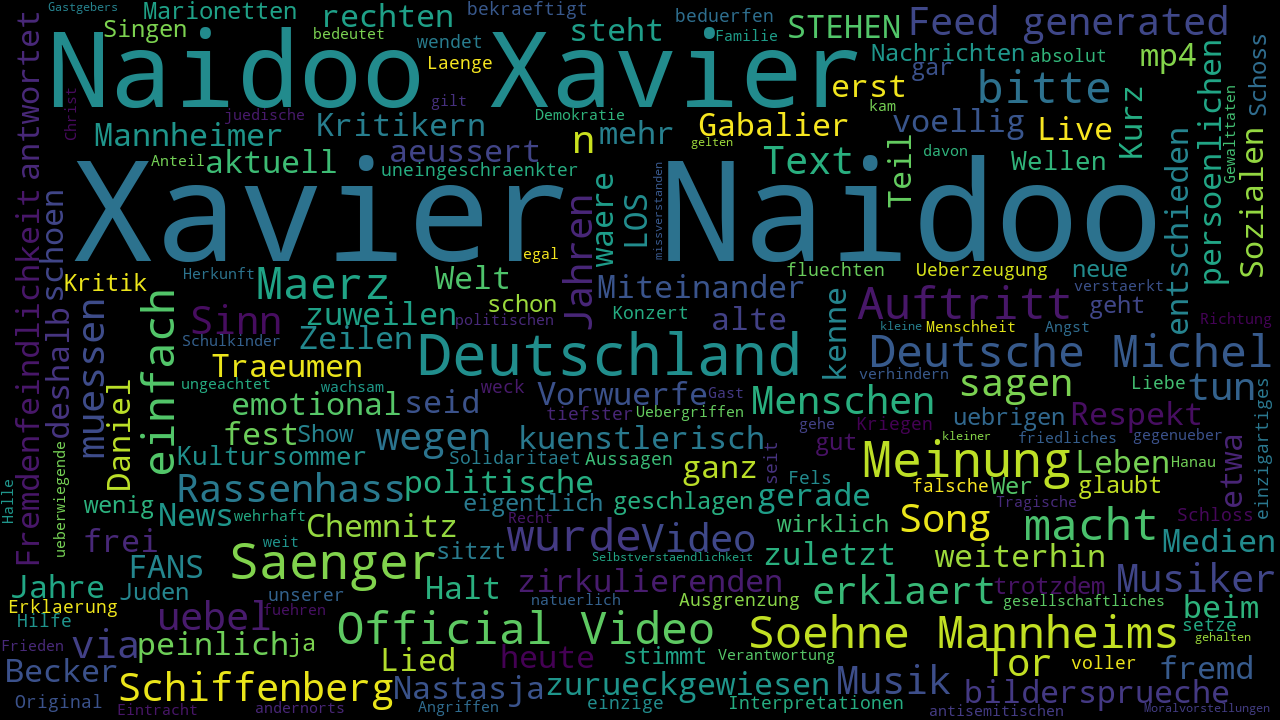 Gastgebers
Marionetten
rechten
bekraeftigt
beduerfen
STEHEN
Feed generated
Singen
bedeutet
wendet
steht
Familie
Naidoo Xavier
Laenge
Nachrichten
absolut
mp4
Schoss
antwortet
Christ
gilt
erst
gar
bitte
kam
juedische
Demokratie
Mannheimer
Kritikern
n
mehr
Gabalier
voellig
Live
Kurz
gelten
Anteil
aktuell
aeussert
uneingeschraenkter
Text
Teil
davon
Wellen
persoenlichen
Gewalttaten
Sozialen
entschieden
Xavier Naidoo
missverstanden
LOS
waere
Jahren
egal
Fremdenfeindlichkeit
deshalb
schoen
Kritik
Herkunft
Maerz
Welt
schon
fluechten
Ueberzeugung
neue
verstaerkt
Miteinander
Auftritt
geht
einfach
muessen
Sinn
zuweilen
politischen
Konzert
alte
kenne
kleine
Menschheit
Angst
Richtung
Schulkinder
Zeilen
Deutschland
Deutsche Michel
Traeumen
verhindern
ungeachtet
wachsam
weck
Vorwuerfe
Gast
Menschen
sagen
Liebe
tun
Daniel
emotional
seid
tiefster
Uebergriffen
gehe
Kriegen
uebrigen
Respekt
einzigartiges
fest
Show
wegen
kuenstlerisch
gut
kleiner
friedliches
gegenueber
Kultursommer
Solidaritaet
Aussagen
ganz
seit
Meinung
Leben
Hanau
etwa
Halle
ueberwiegende
Rassenhass
politische
Fels
falsche
Wer
glaubt
wenig
News
wehrhaft
eigentlich
geschlagen
gerade
Tragische
Chemnitz
Recht
wirklich
Song
macht
Schloss
frei
weit
sitzt
wurde
Video
zuletzt
weiterhin
Medien
Selbstverstaendlichkeit
FANS
Saenger
Jahre
Juden
unserer
Halt
zirkulierenden
erklaert
trotzdem
Musiker
Erklaerung
Hilfe
uebel
fuehren
natuerlich
Ausgrenzung
gesellschaftliches
beim
setze
Frieden
via
peinlich
ja
Official Video
Soehne Mannheims
gehalten
Lied
heute
stimmt
Verantwortung
Tor
voller
fremd
Becker
Schiffenberg
Nastasja
zurueckgewiesen
Musik
bildersprueche
Original
Eintracht
andernorts
Angriffen
einzige
Interpretationen
antisemitischen
Moralvorstellungen